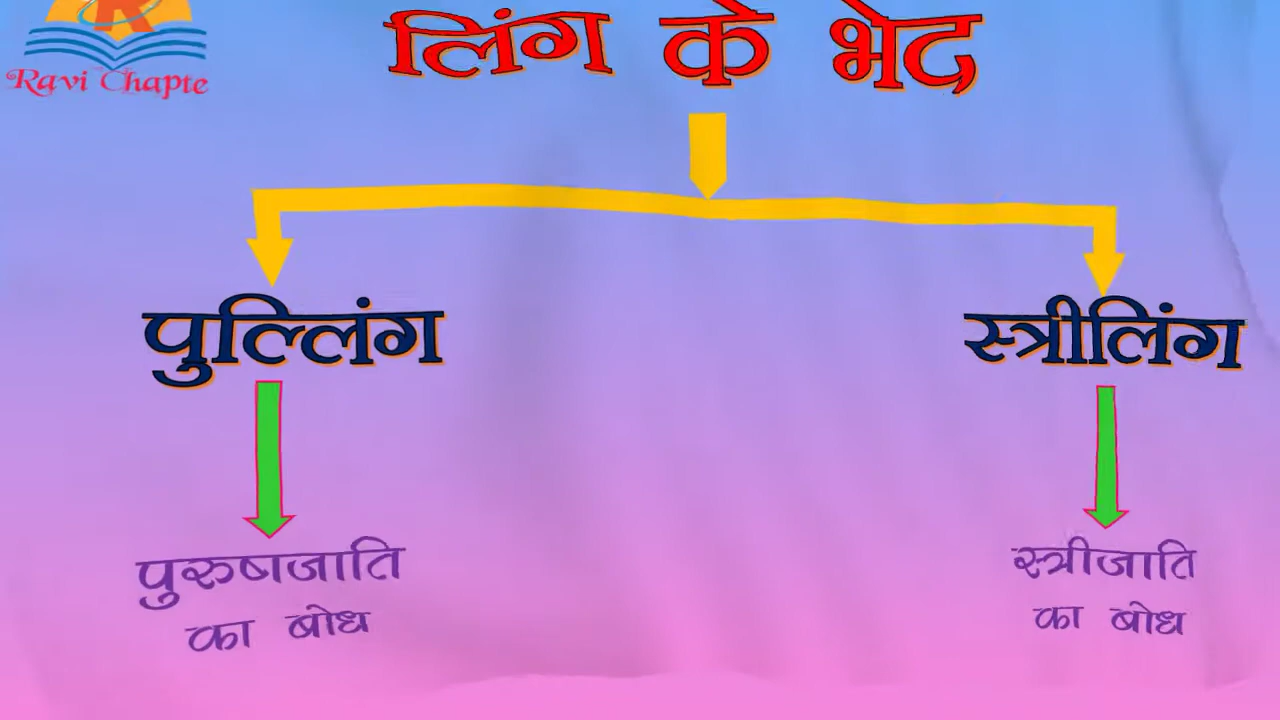 Ravi Chapte
लिंग के भेद
पुल्लिंग
स्त्रीलिंग
पुरुषजाति
का बोध
स्त्रीजाति
का बोध